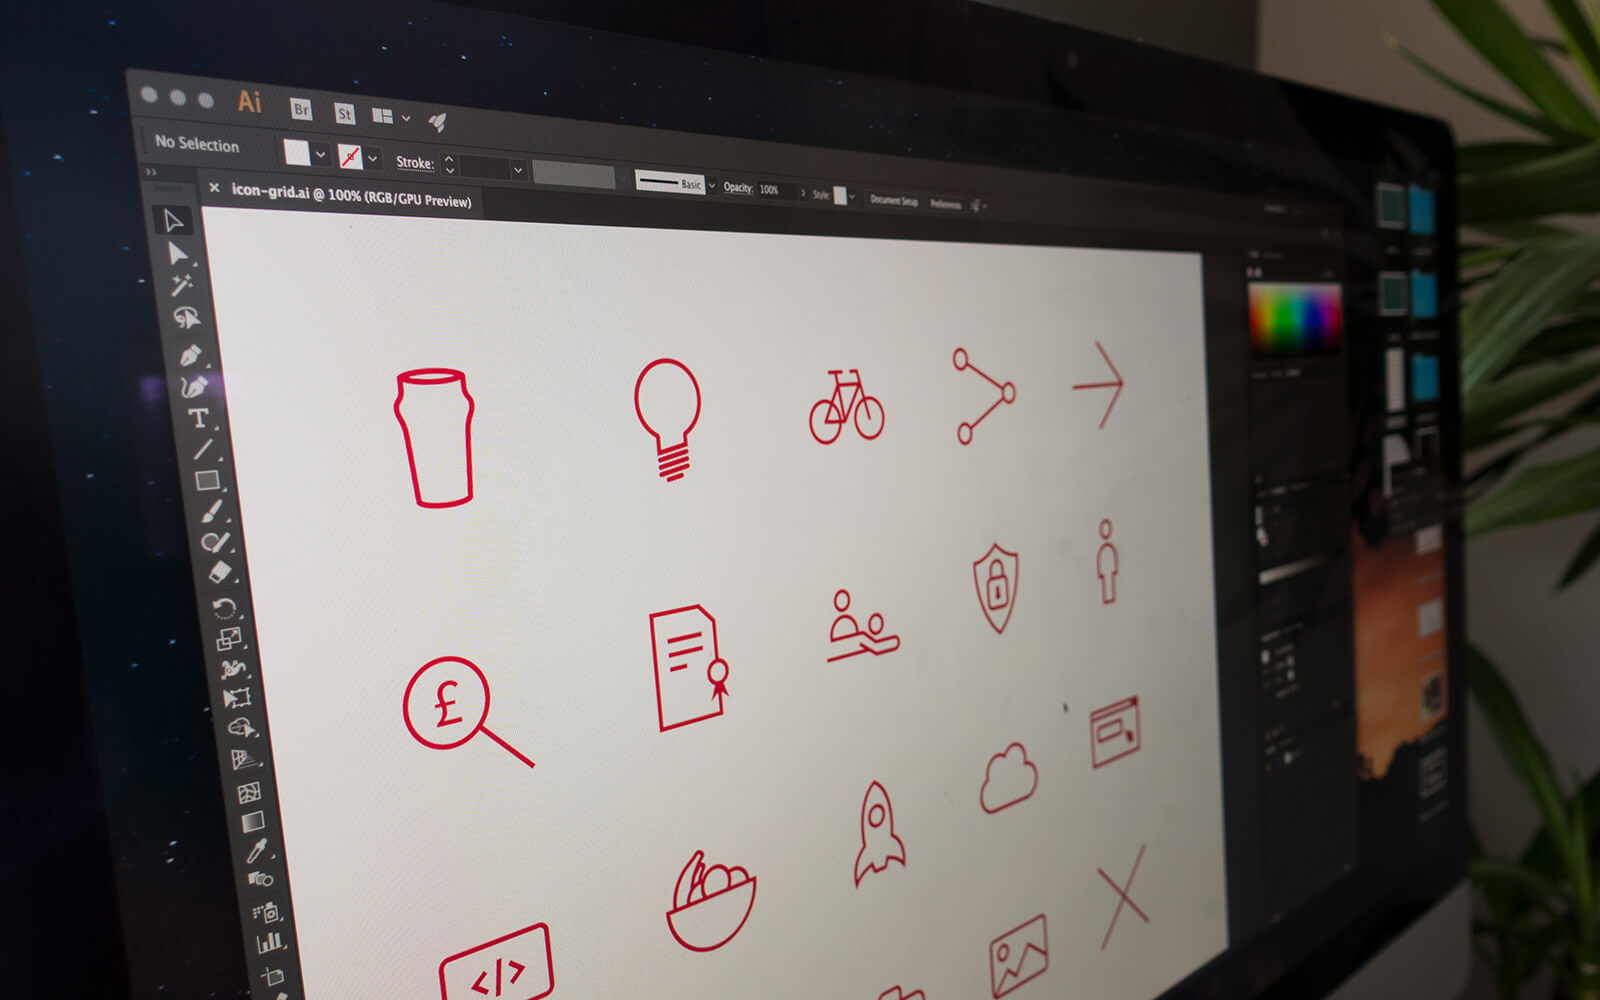 Ai Br St
No Selection Stroke: Basic Opacity: 100% Style: Document Setup Preferences
× icon-grid.ai @ 100% (RGB/GPU Preview)
T
£
</>